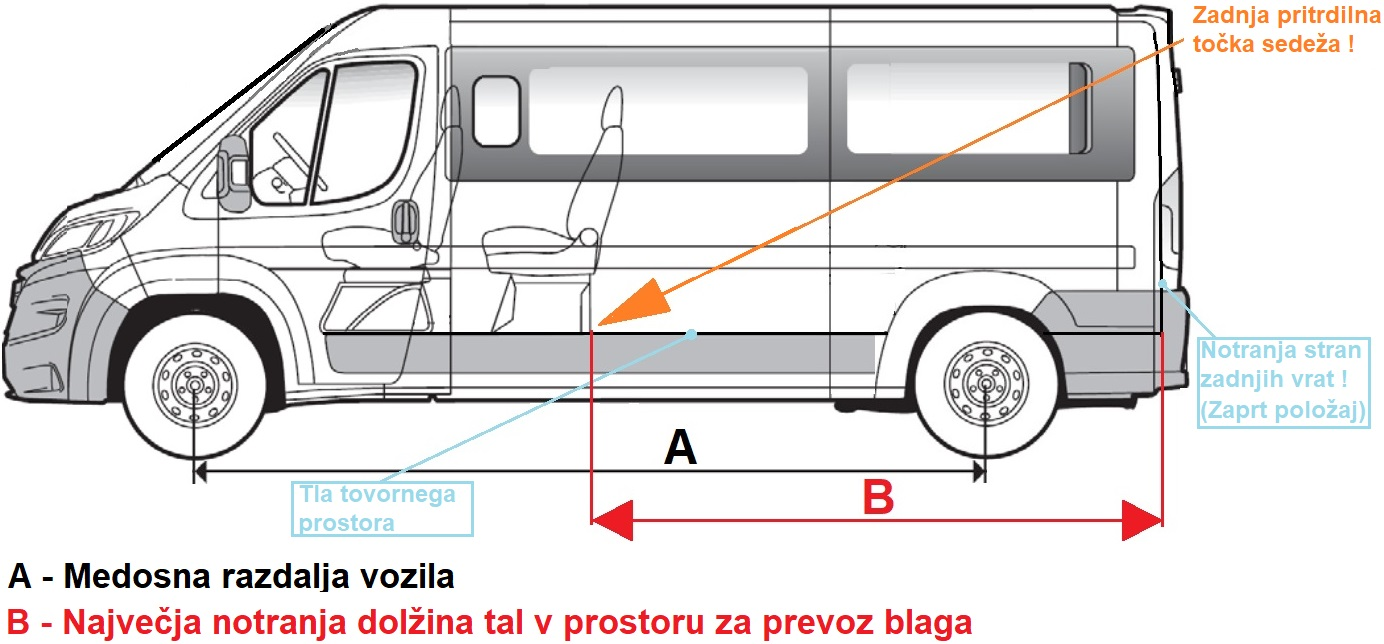 Zadnja pritrdilna
točka sedeža !
Notranja stran
zadnjih vrat !
(Zaprt položaj)
A
B
Tla tovornega
prostora
A - Medosna razdalja vozila
B - Največja notranja dolžina tal v prostoru za prevoz blaga